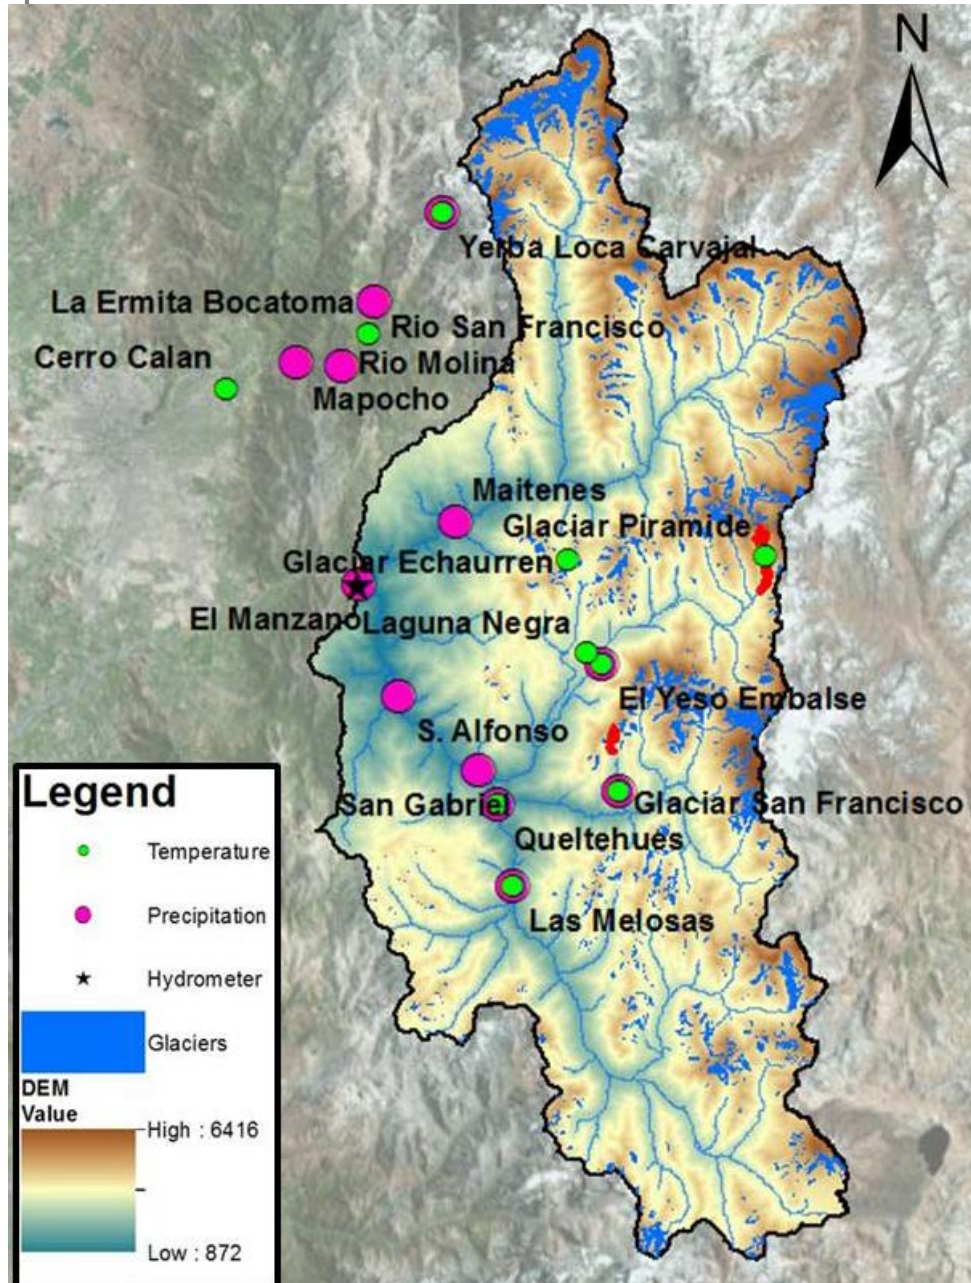 N
Yerba Loca Carvajal
La Ermita Bocatoma
Rio San Francisco
Cerro Calan
Rio Molina
Mapocho
Maitenes
Glaciar Piramide
Glaciar Echaurren
El Manzano
Laguna Negra
El Yeso Embalse
S. Alfonso
San Gabriel
Glaciar San Francisco
Queltehues
Las Melosas
Legend
Temperature
Precipitation
Hydrometer
Glaciers
DEM
Value
High : 6416
Low : 872